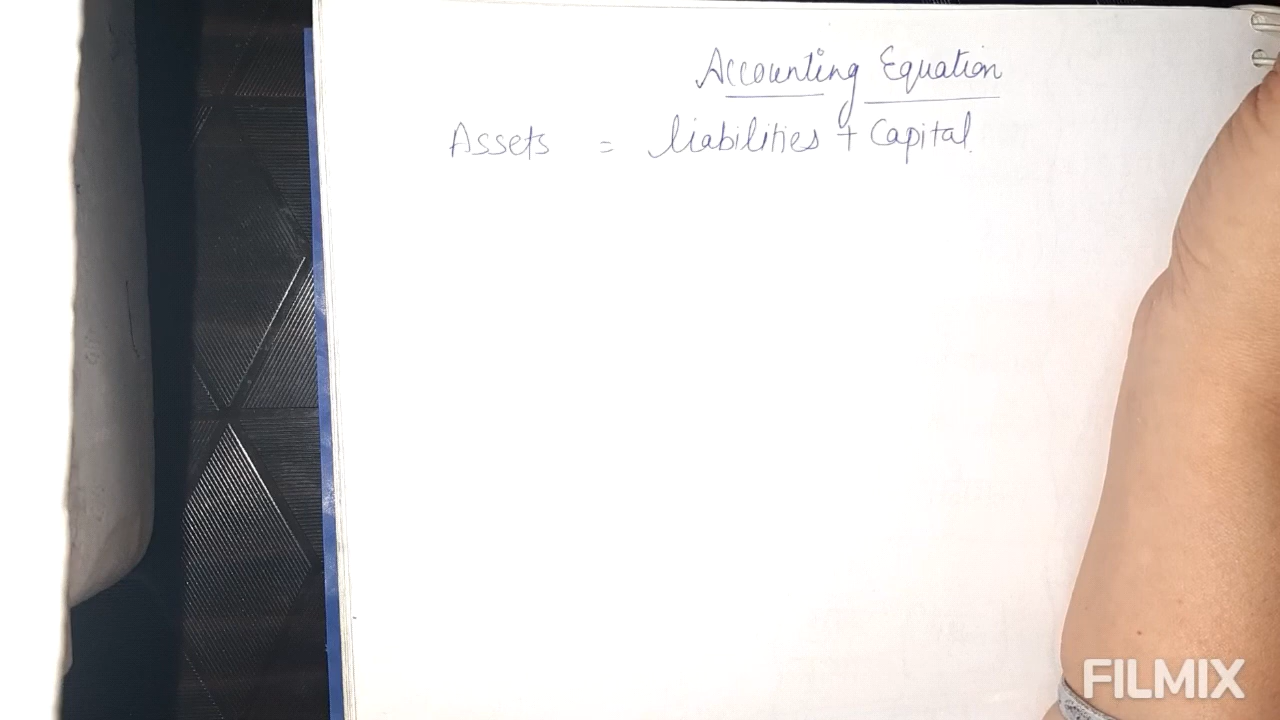 Accounting Equation
Assets = liabilities + Capital.
FILMIX